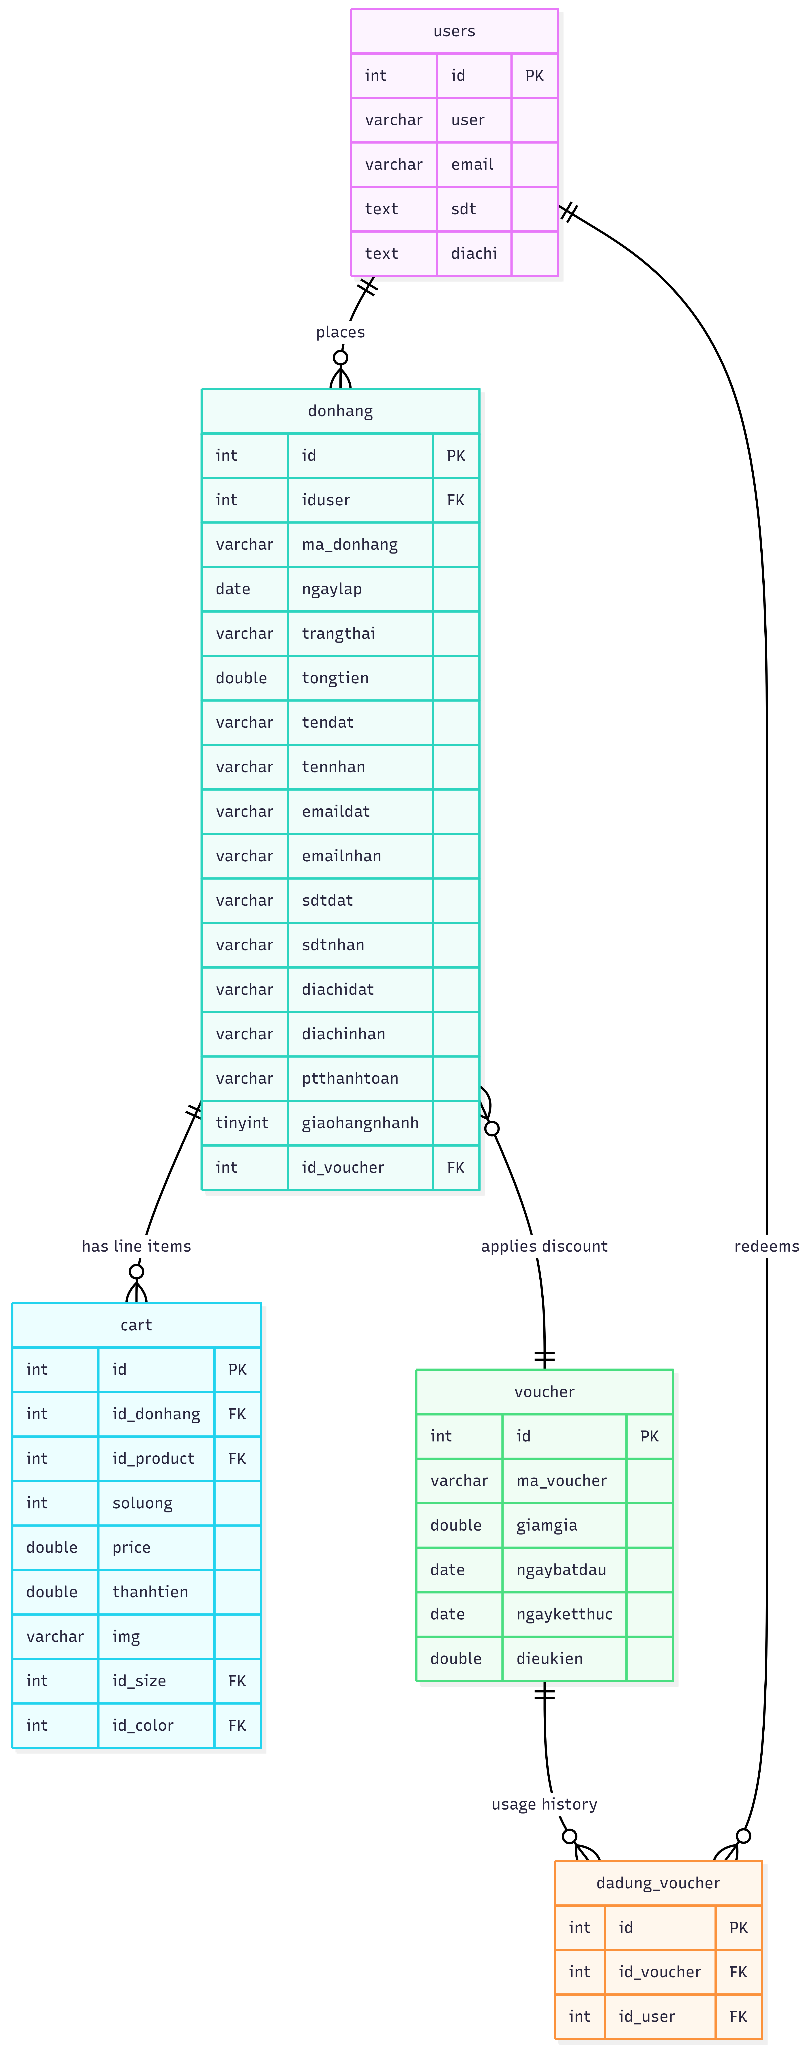 users
int id PK
varchar user
varchar email
text sdt
text diachi
places
donhang
int id PK
int iduser FK
varchar ma_donhang
date ngaylap
varchar trangthai
double tongtien
varchar tendat
varchar tennhan
varchar emaildat
varchar emailnhan
varchar sdtdat
varchar sdtnhan
varchar diachidat
varchar diachinhan
varchar ptthanhtoan
tinyint giaohangnhanh
int id_voucher FK
has line items
applies discount
redeems
cart
int id PK
int id_donhang FK
int id_product FK
int soluong
double price
double thanhtien
varchar img
int id_size FK
int id_color FK
voucher
int id PK
varchar ma_voucher
double giamgia
date ngaybatdau
date ngayketthuc
double dieukien
usage history
dadung_voucher
int id PK
int id_voucher FK
int id_user FK